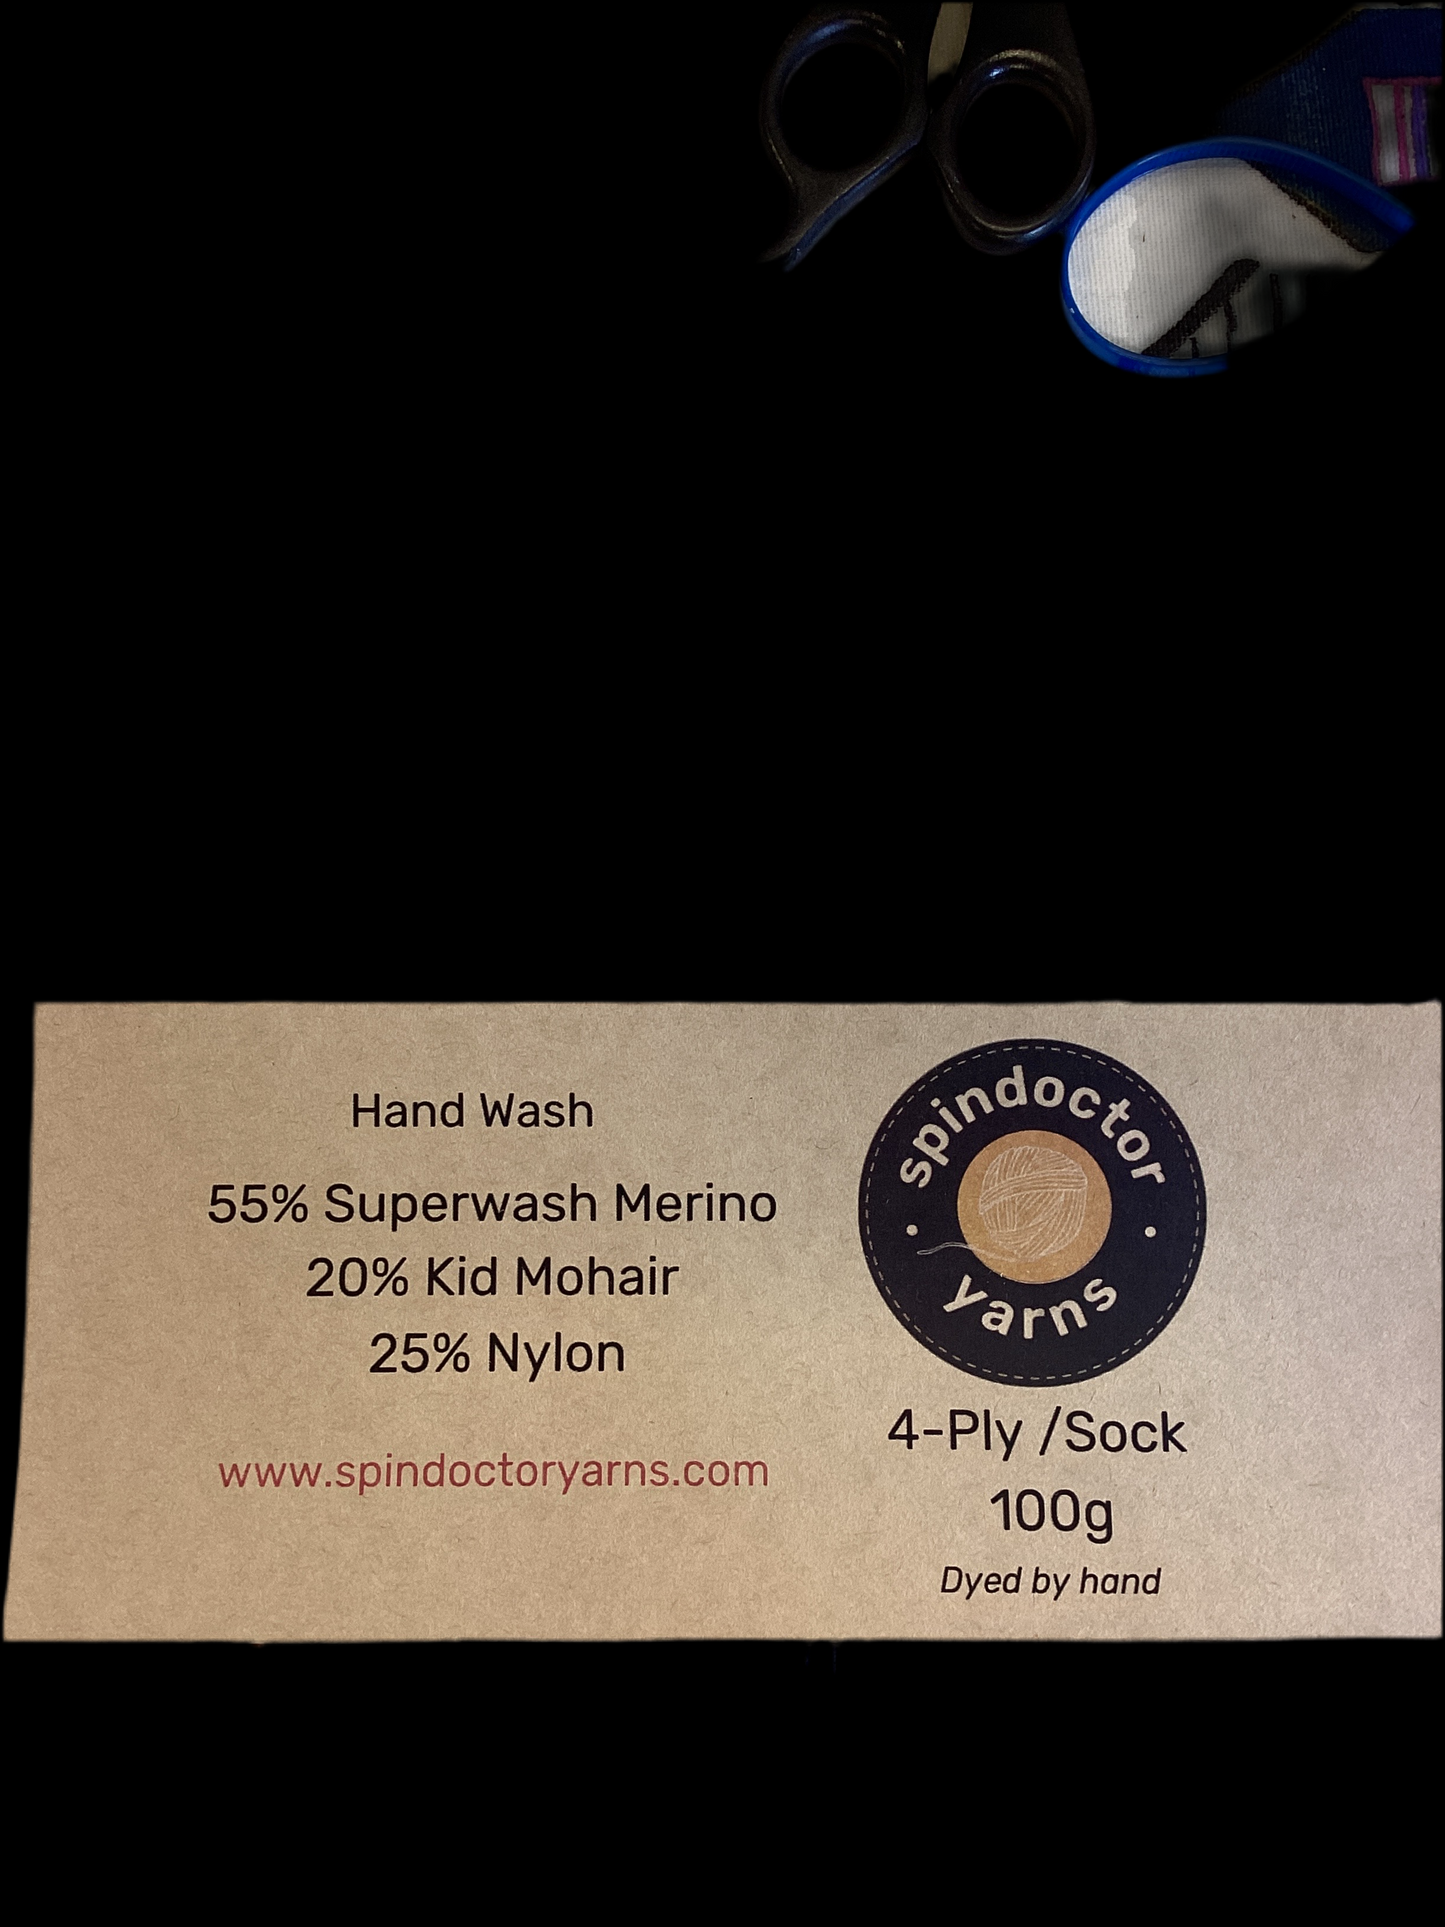 Hand Wash
55% Superwash Merino
20% Kid Mohair
25% Nylon
www.spindoctoryarns.com
spindoctor
yarns
4-Ply /Sock
100g
Dyed by hand